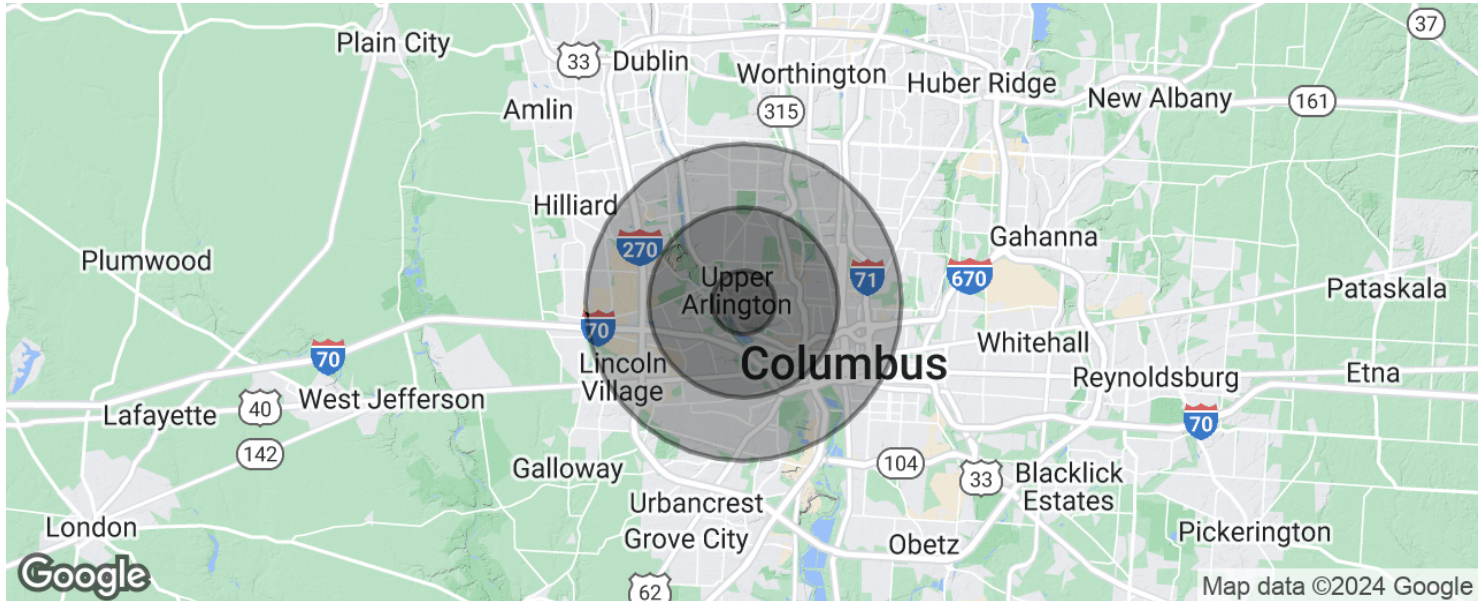 37
Plain City
33
Dublin
Worthington
Huber Ridge
New Albany
161
Amlin
315
Hilliard
270
Gahanna
Plumwood
Upper
Arlington
71
670
Pataskala
70
70
Lincoln
Village
Columbus
Whitehall
Reynoldsburg
Etna
West Jefferson
Lafayette
40
70
142
Galloway
104
33
Blacklick
Estates
Urbancrest
Grove City
London
Obetz
Pickerington
Google
62
Map data ©2024 Google